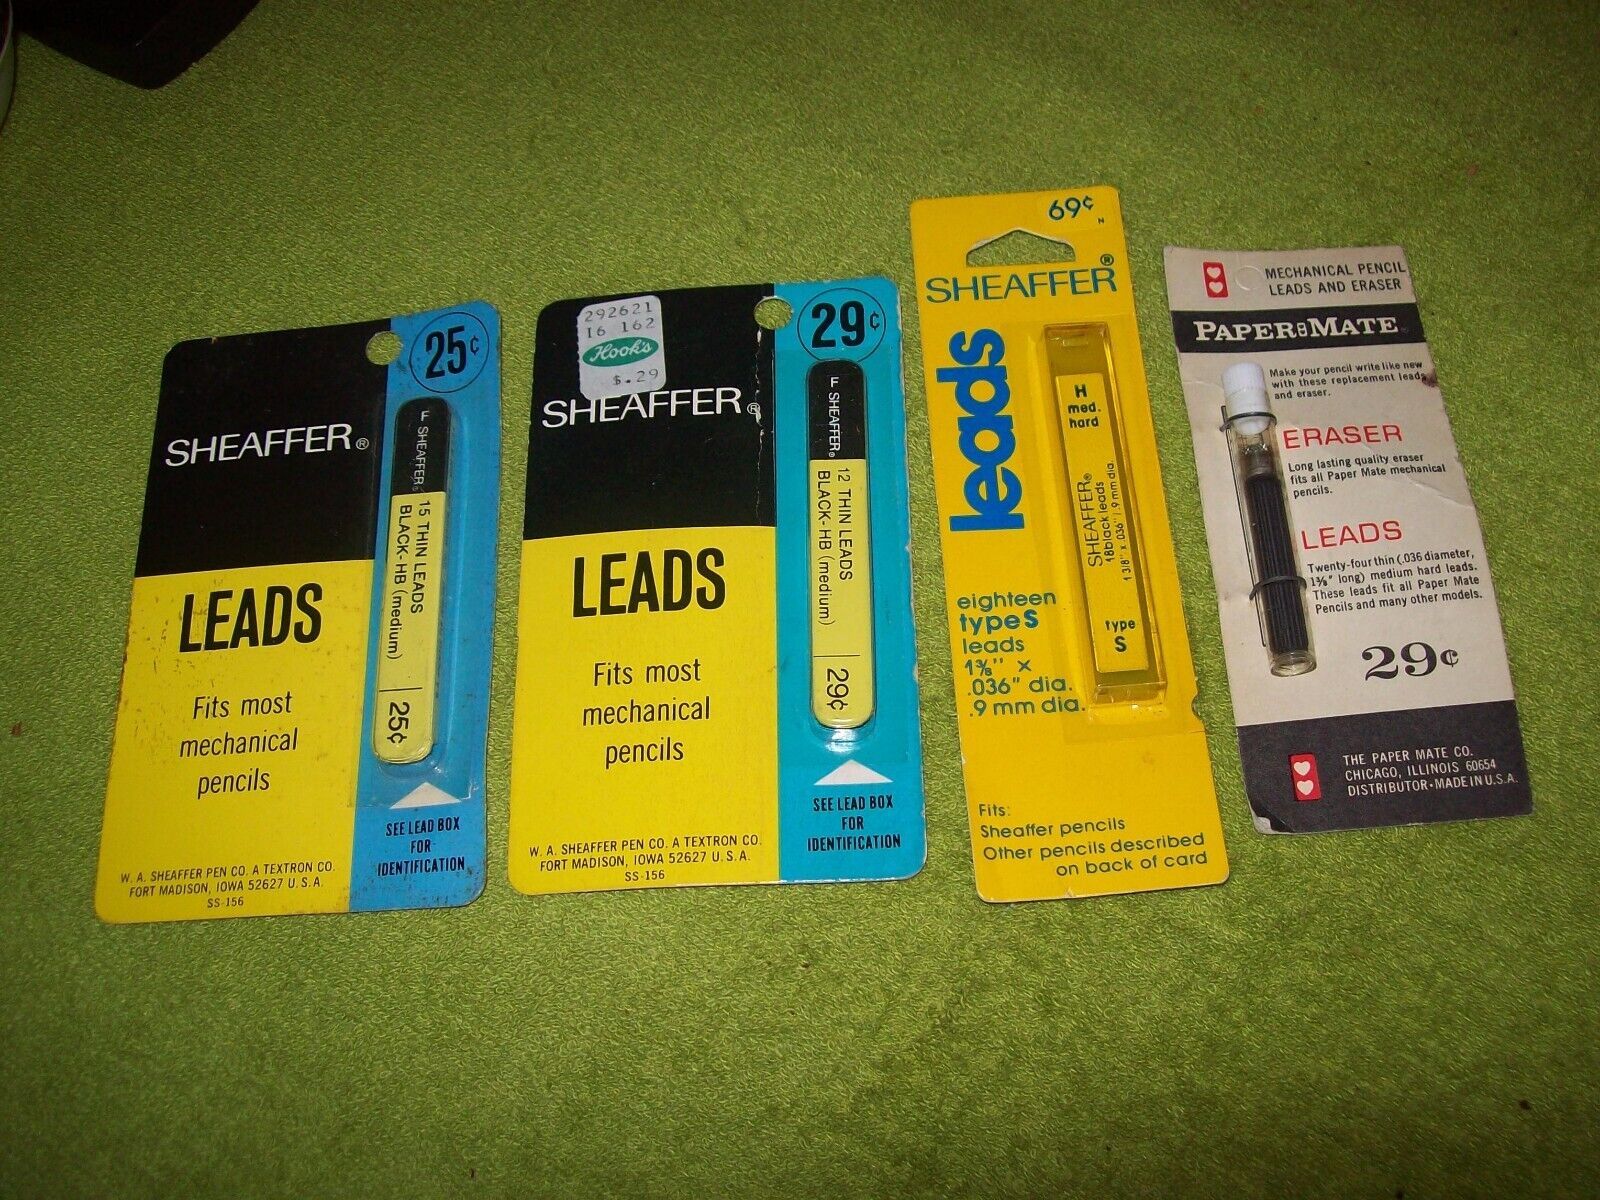 25¢
SHEAFFER®
F SHEAFFER®
15 THIN LEADS
BLACK-HB (medium)
25¢
LEADS
Fits most
mechanical
pencils
SEE LEAD BOX
FOR
IDENTIFICATION
W. A. SHEAFFER PEN CO. A TEXTRON CO.
FORT MADISON, IOWA 52627 U.S.A.
SS-156
292621
16 162
Hook's
$.29
29¢
SHEAFFER®
F SHEAFFER®
12 THIN LEADS
BLACK-HB (medium)
29¢
LEADS
Fits most
mechanical
pencils
SEE LEAD BOX
FOR
IDENTIFICATION
W. A. SHEAFFER PEN CO. A TEXTRON CO.
FORT MADISON, IOWA 52627 U.S.A.
SS-156
69¢
N
SHEAFFER®
leads
H
med.
hard
SHEAFFER®
18 black leads
1 3/8" x .036"/.9 mm dia.
type
S
eighteen
type S
leads
1⅜" x
.036" dia.
.9 mm dia.
Fits:
Sheaffer pencils
Other pencils described
on back of card
MECHANICAL PENCIL
LEADS AND ERASER
PAPER MATE
Make your pencil write like new
with these replacement leads
and eraser.
ERASER
Long lasting quality eraser
fits all Paper Mate mechanical
pencils.
LEADS
Twenty-four thin (.036 diameter,
1⅜" long) medium hard leads.
These leads fit all Paper Mate
Pencils and many other models.
29¢
THE PAPER MATE CO.
CHICAGO, ILLINOIS 60654
DISTRIBUTOR·MADE IN U.S.A.